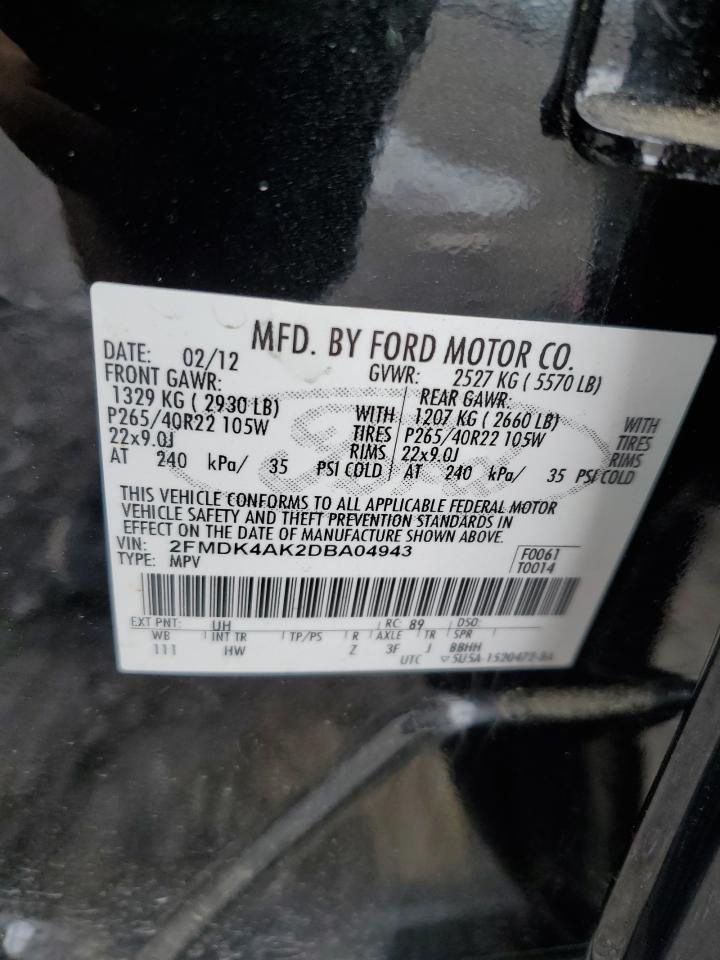 MFD. BY FORD MOTOR CO.
DATE: 02/12 GVWR: 2527 KG ( 5570 LB)
FRONT GAWR: REAR GAWR:
1329 KG ( 2930 LB) WITH 1207 KG ( 2660 LB) WITH
P265/40R22 105W TIRES P265/40R22 105W TIRES
22x9.0J RIMS 22x9.0J RIMS
AT 240 kPa/ 35 PSI COLD AT 240 kPa/ 35 PSI COLD
THIS VEHICLE CONFORMS TO ALL APPLICABLE FEDERAL MOTOR
VEHICLE SAFETY AND THEFT PREVENTION STANDARDS IN
EFFECT ON THE DATE OF MANUFACTURE SHOWN ABOVE.
VIN: 2FMDK4AK2DBA04943 F0061
TYPE: MPV T0014
EXT PNT: UH RC: 89 DSO:
WB INT TR TP/PS R AXLE TR SPR
111 HW Z 3F J BBHH
UTC
Ford